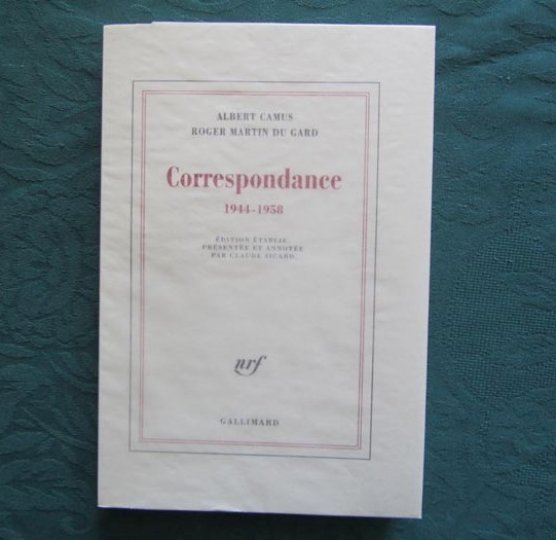 ALBERT CAMUS
ROGER MARTIN DU GARD
Correspondance
1944-1958
ÉDITION ÉTABLIE,
PRÉSENTÉE ET ANNOTÉE
PAR CLAUDE SICARD.
nrf
GALLIMARD